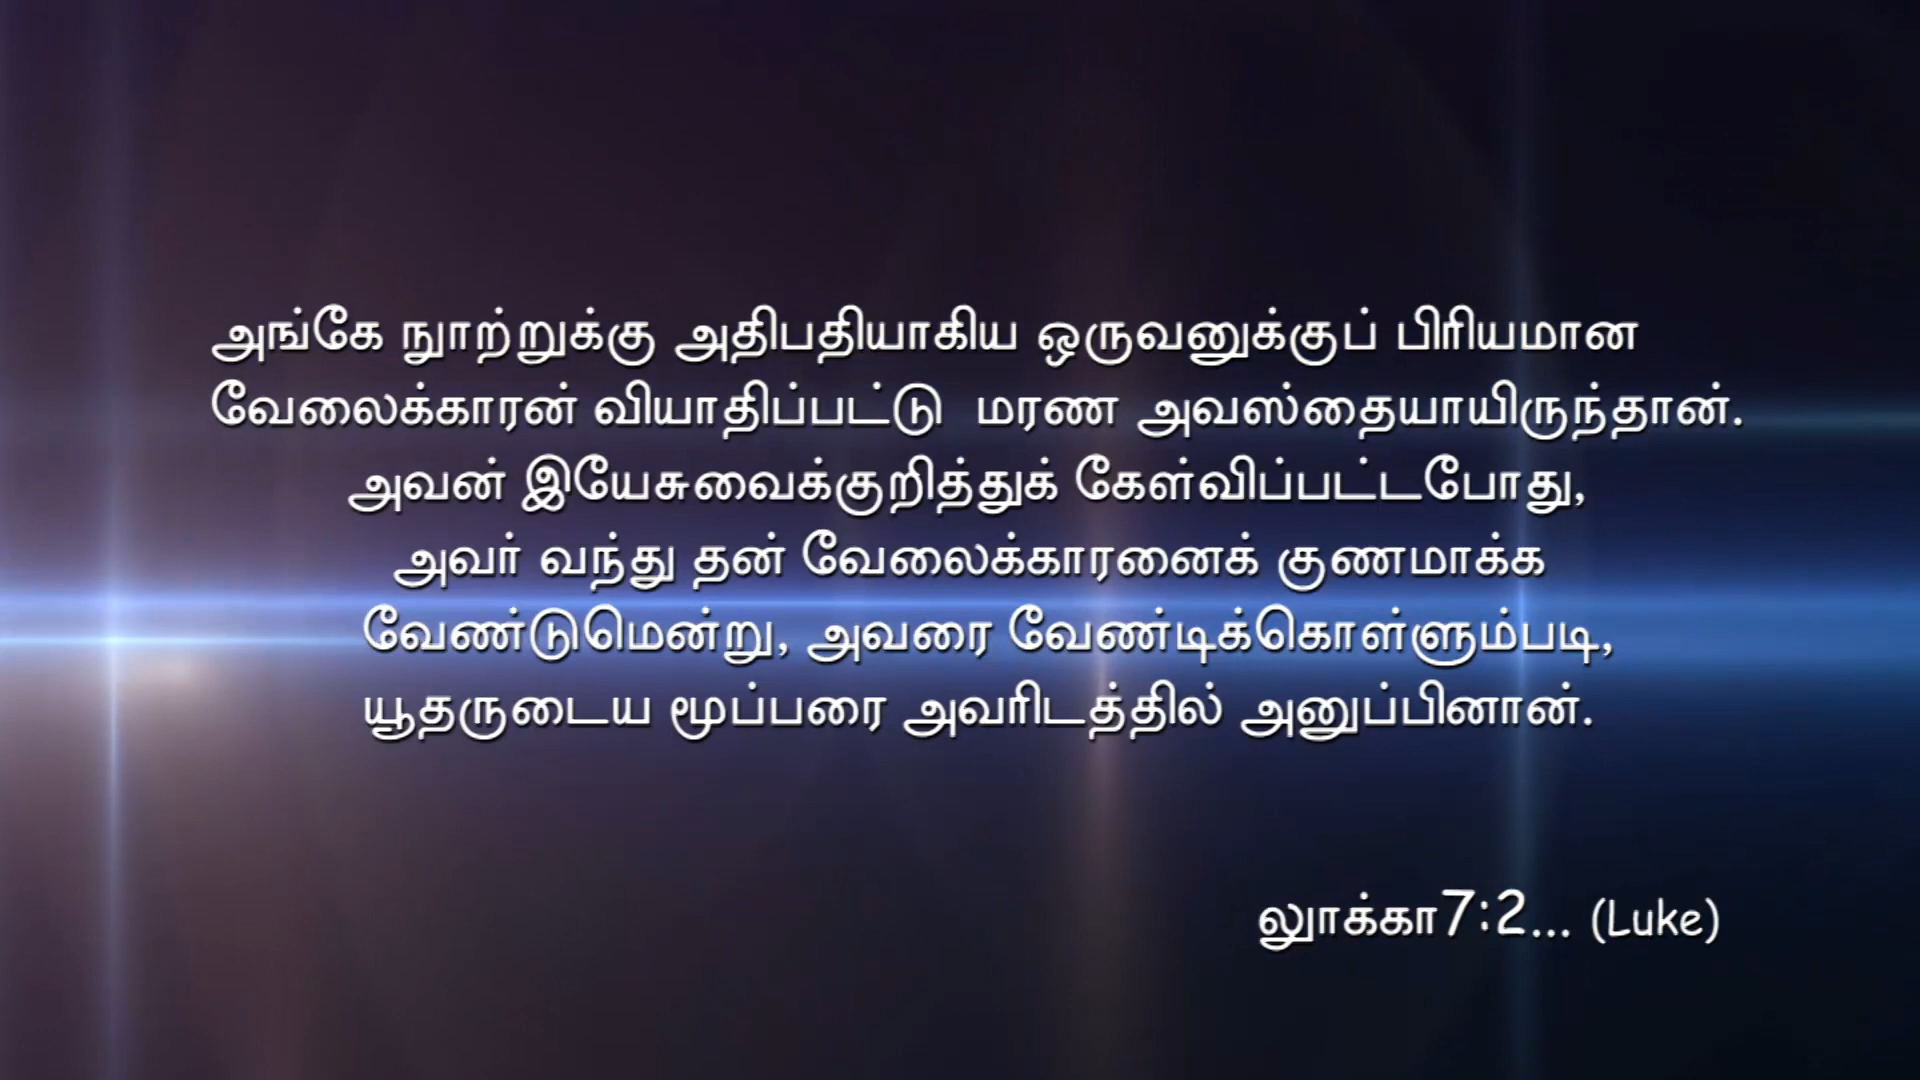 அங்கே நூற்றுக்கு அதிபதியாகிய ஒருவனுக்குப் பிரியமான
வேலைக்காரன் வியாதிப்பட்டு மரண அவஸ்தையாயிருந்தான்.
அவன் இயேசுவைக்குறித்துக் கேள்விப்பட்டபோது,
அவர் வந்து தன் வேலைக்காரனைக் குணமாக்க
வேண்டுமென்று, அவரை வேண்டிக்கொள்ளும்படி,
யூதருடைய மூப்பரை அவரிடத்தில் அனுப்பினான்.
லூக்கா7:2... (Luke)